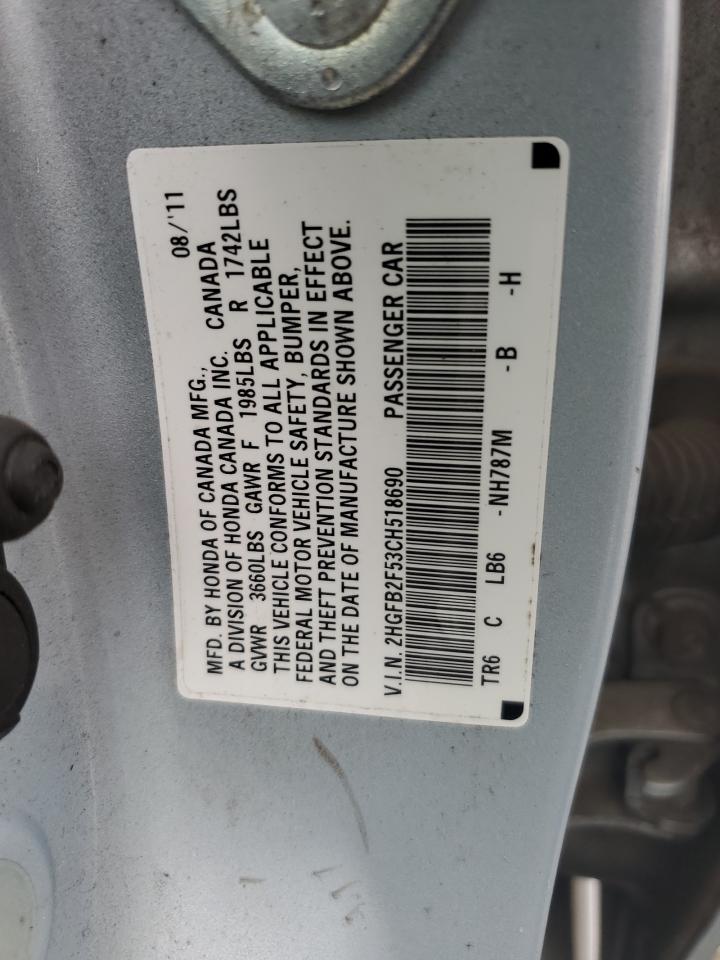 MFD. BY HONDA OF CANADA MFG., 08/'11
A DIVISION OF HONDA CANADA INC. CANADA
GVWR 3660LBS GAWR F 1985LBS R 1742LBS
THIS VEHICLE CONFORMS TO ALL APPLICABLE
FEDERAL MOTOR VEHICLE SAFETY, BUMPER,
AND THEFT PREVENTION STANDARDS IN EFFECT
ON THE DATE OF MANUFACTURE SHOWN ABOVE.
V.I.N. 2HGFB2F53CH518690 PASSENGER CAR
TR6 C LB6 -NH787M -B -H